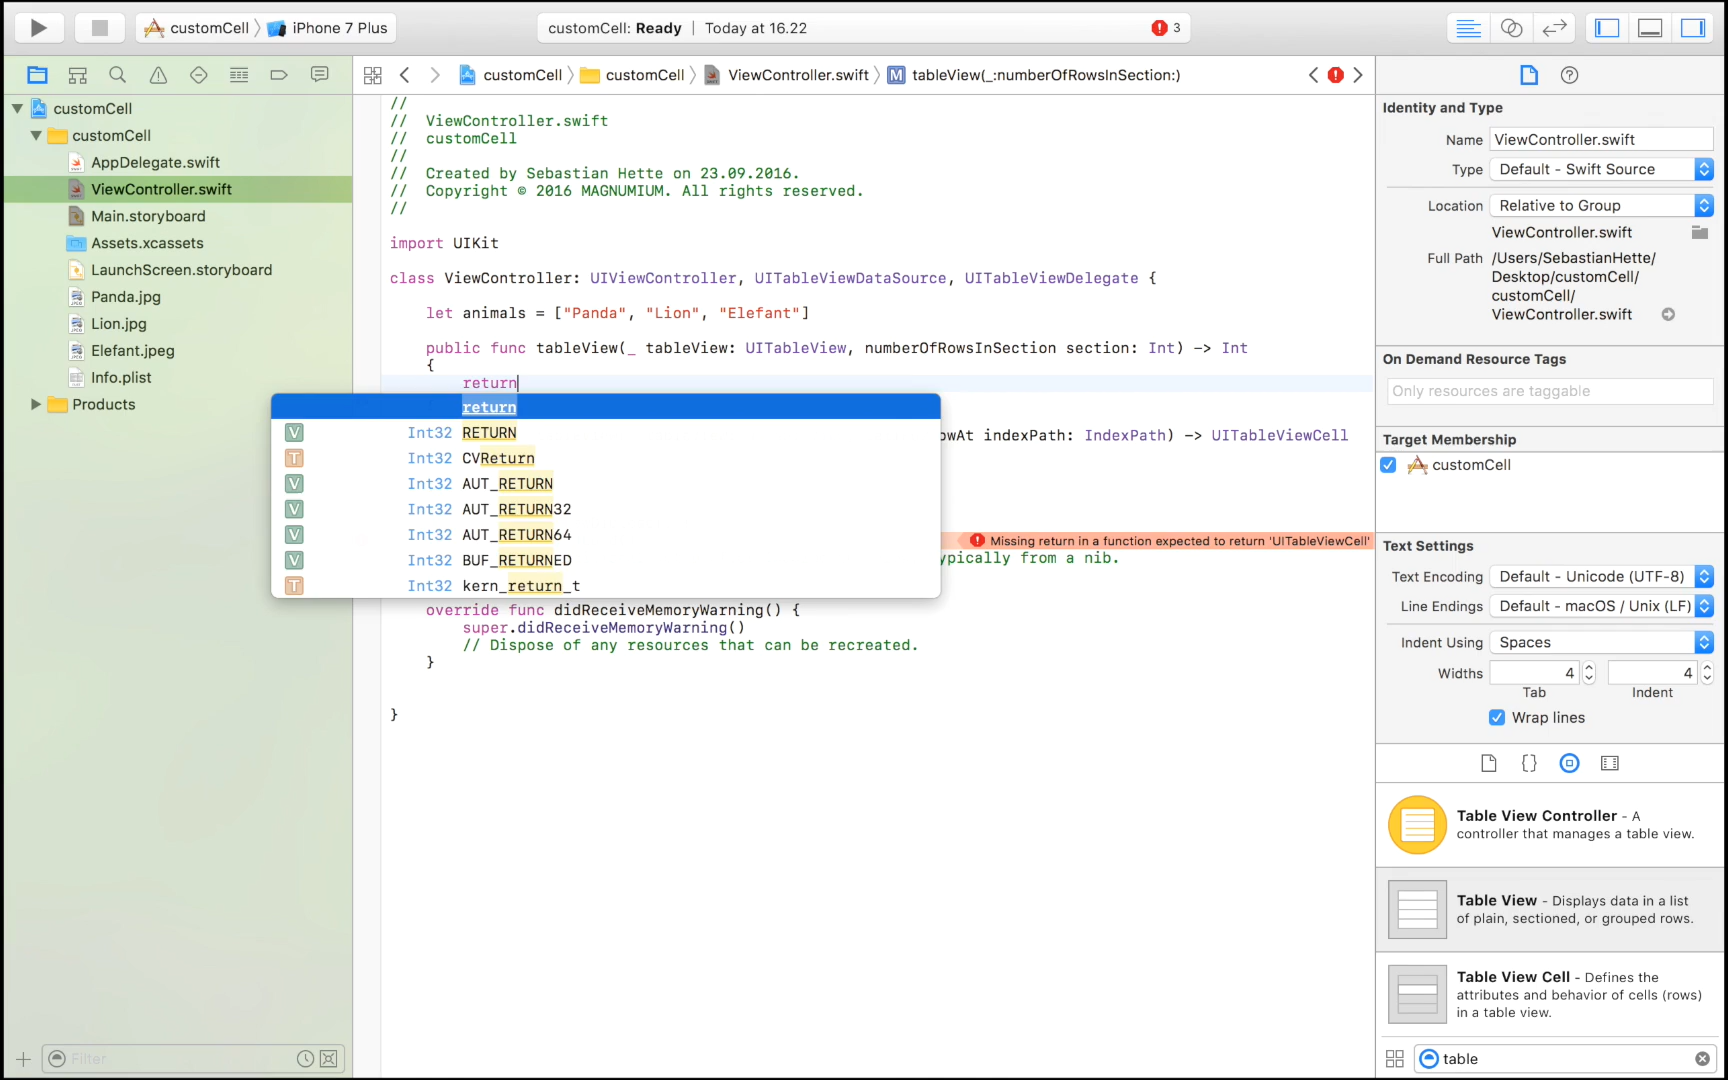 customCell 〉 iPhone 7 Plus
customCell: Ready | Today at 16.22
3
customCell 〉 customCell 〉 ViewController.swift 〉 M tableView(_:numberOfRowsInSection:)
customCell
customCell
AppDelegate.swift
ViewController.swift
Main.storyboard
Assets.xcassets
LaunchScreen.storyboard
Panda.jpg
Lion.jpg
Elefant.jpeg
Info.plist
Products
Filter
//
// ViewController.swift
// customCell
//
// Created by Sebastian Hette on 23.09.2016.
// Copyright © 2016 MAGNUMIUM. All rights reserved.
//
import UIKit
class ViewController: UIViewController, UITableViewDataSource, UITableViewDelegate {
let animals = ["Panda", "Lion", "Elefant"]
public func tableView(_ tableView: UITableView, numberOfRowsInSection section: Int) -> Int
{
return
return
V Int32 RETURN
T Int32 CVReturn
V Int32 AUT_RETURN
V Int32 AUT_RETURN32
V Int32 AUT_RETURN64
V Int32 BUF_RETURNED
T Int32 kern_return_t
owAt indexPath: IndexPath) -> UITableViewCell
Missing return in a function expected to return 'UITableViewCell'
ypically from a nib.
override func didReceiveMemoryWarning() {
super.didReceiveMemoryWarning()
// Dispose of any resources that can be recreated.
}
}
Identity and Type
Name ViewController.swift
Type Default - Swift Source
Location Relative to Group
ViewController.swift
Full Path /Users/SebastianHette/
Desktop/customCell/
customCell/
ViewController.swift
On Demand Resource Tags
Only resources are taggable
Target Membership
customCell
Text Settings
Text Encoding Default - Unicode (UTF-8)
Line Endings Default - macOS / Unix (LF)
Indent Using Spaces
Widths 4 4
Tab Indent
Wrap lines
{}
Table View Controller - A
controller that manages a table view.
Table View - Displays data in a list
of plain, sectioned, or grouped rows.
Table View Cell - Defines the
attributes and behavior of cells (rows)
in a table view.
table